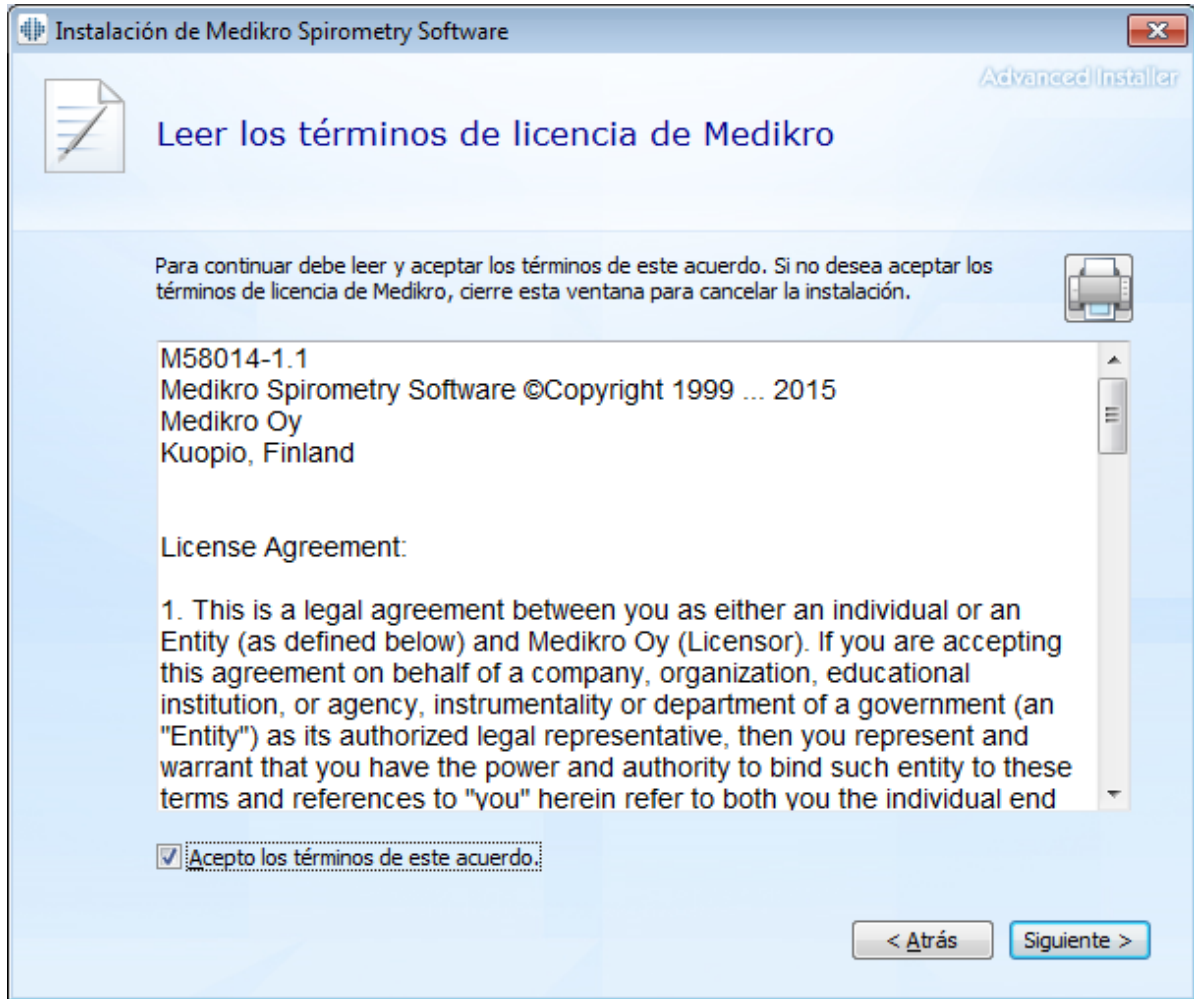 Instalación de Medikro Spirometry Software
Advanced Installer
Leer los términos de licencia de Medikro
Para continuar debe leer y aceptar los términos de este acuerdo. Si no desea aceptar los
términos de licencia de Medikro, cierre esta ventana para cancelar la instalación.
M58014-1.1
Medikro Spirometry Software ©Copyright 1999 ... 2015
Medikro Oy
Kuopio, Finland
License Agreement:
1. This is a legal agreement between you as either an individual or an
Entity (as defined below) and Medikro Oy (Licensor). If you are accepting
this agreement on behalf of a company, organization, educational
institution, or agency, instrumentality or department of a government (an
"Entity") as its authorized legal representative, then you represent and
warrant that you have the power and authority to bind such entity to these
terms and references to "you" herein refer to both you the individual end
Acepto los términos de este acuerdo.
< Atrás
Siguiente >